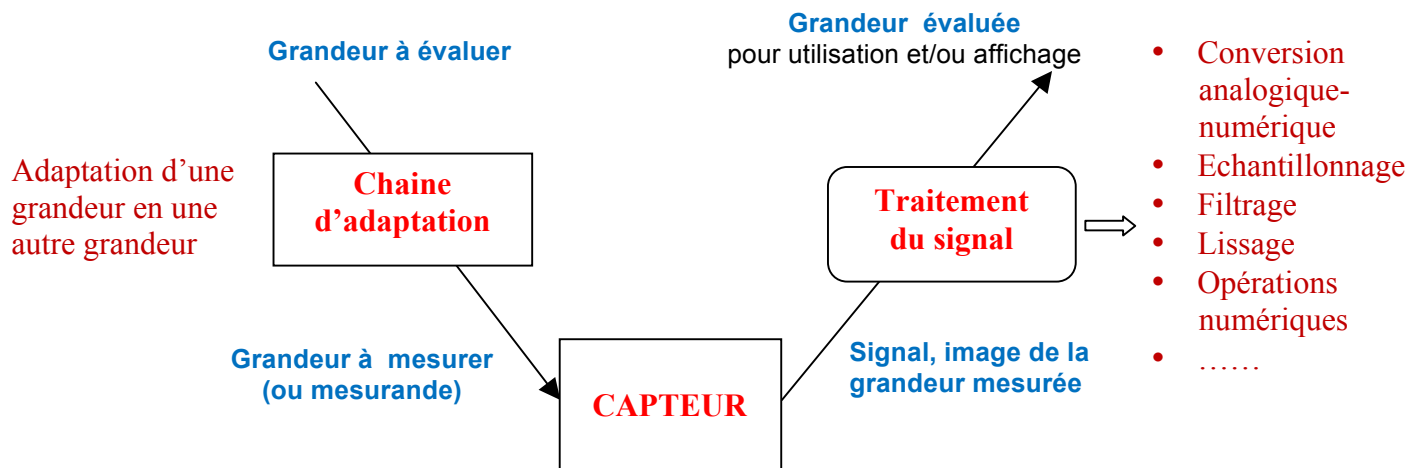 Grandeur à évaluer
Adaptation d’une
grandeur en une
autre grandeur
Chaine
d’adaptation
Grandeur à mesurer
(ou mesurande)
CAPTEUR
Signal, image de la
grandeur mesurée
Traitement
du signal
Grandeur évaluée
pour utilisation et/ou affichage
• Conversion
analogique-
numérique
• Echantillonnage
• Filtrage
• Lissage
• Opérations
numériques
• ……